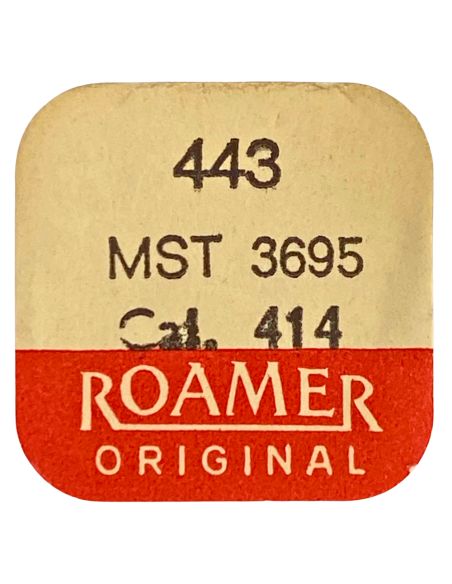 443
MST 3695
Cal. 414
ROAMER
ORIGINAL